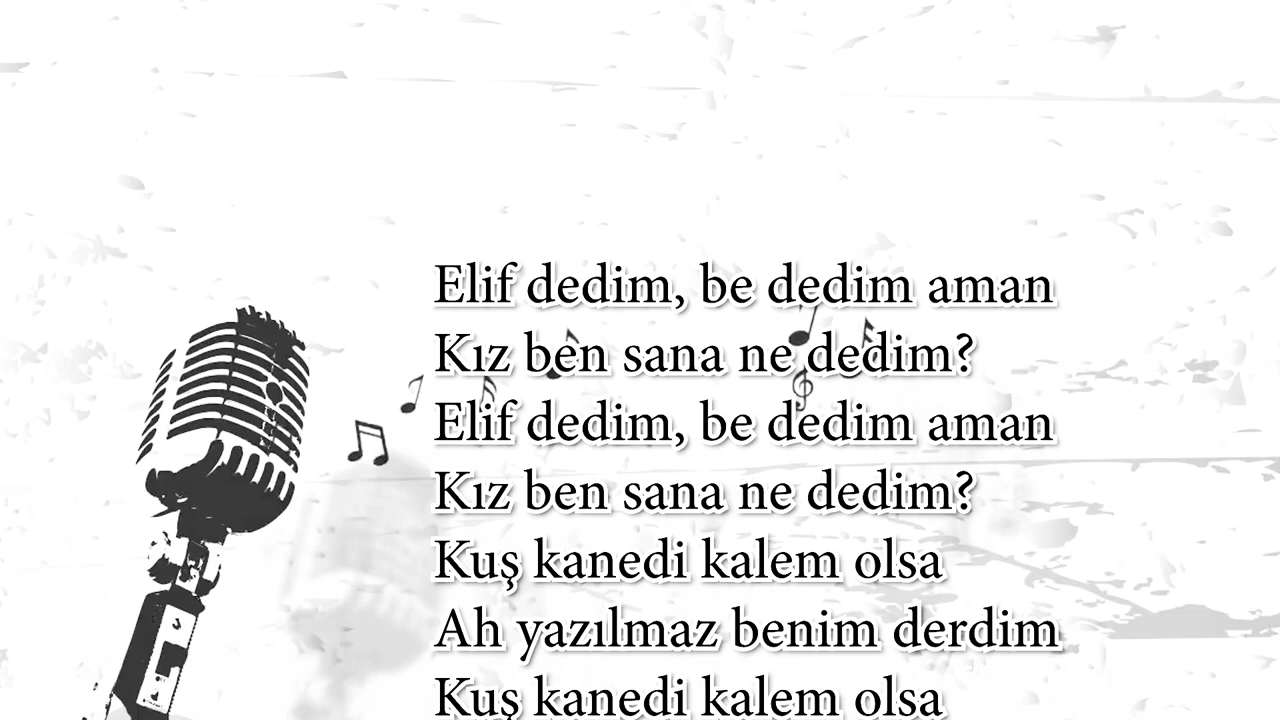 Elif dedim, be dedim aman
Kız ben sana ne dedim?
Elif dedim, be dedim aman
Kız ben sana ne dedim?
Kuş kanedi kalem olsa
Ah yazılmaz benim derdim
Kuş kanedi kalem olsa